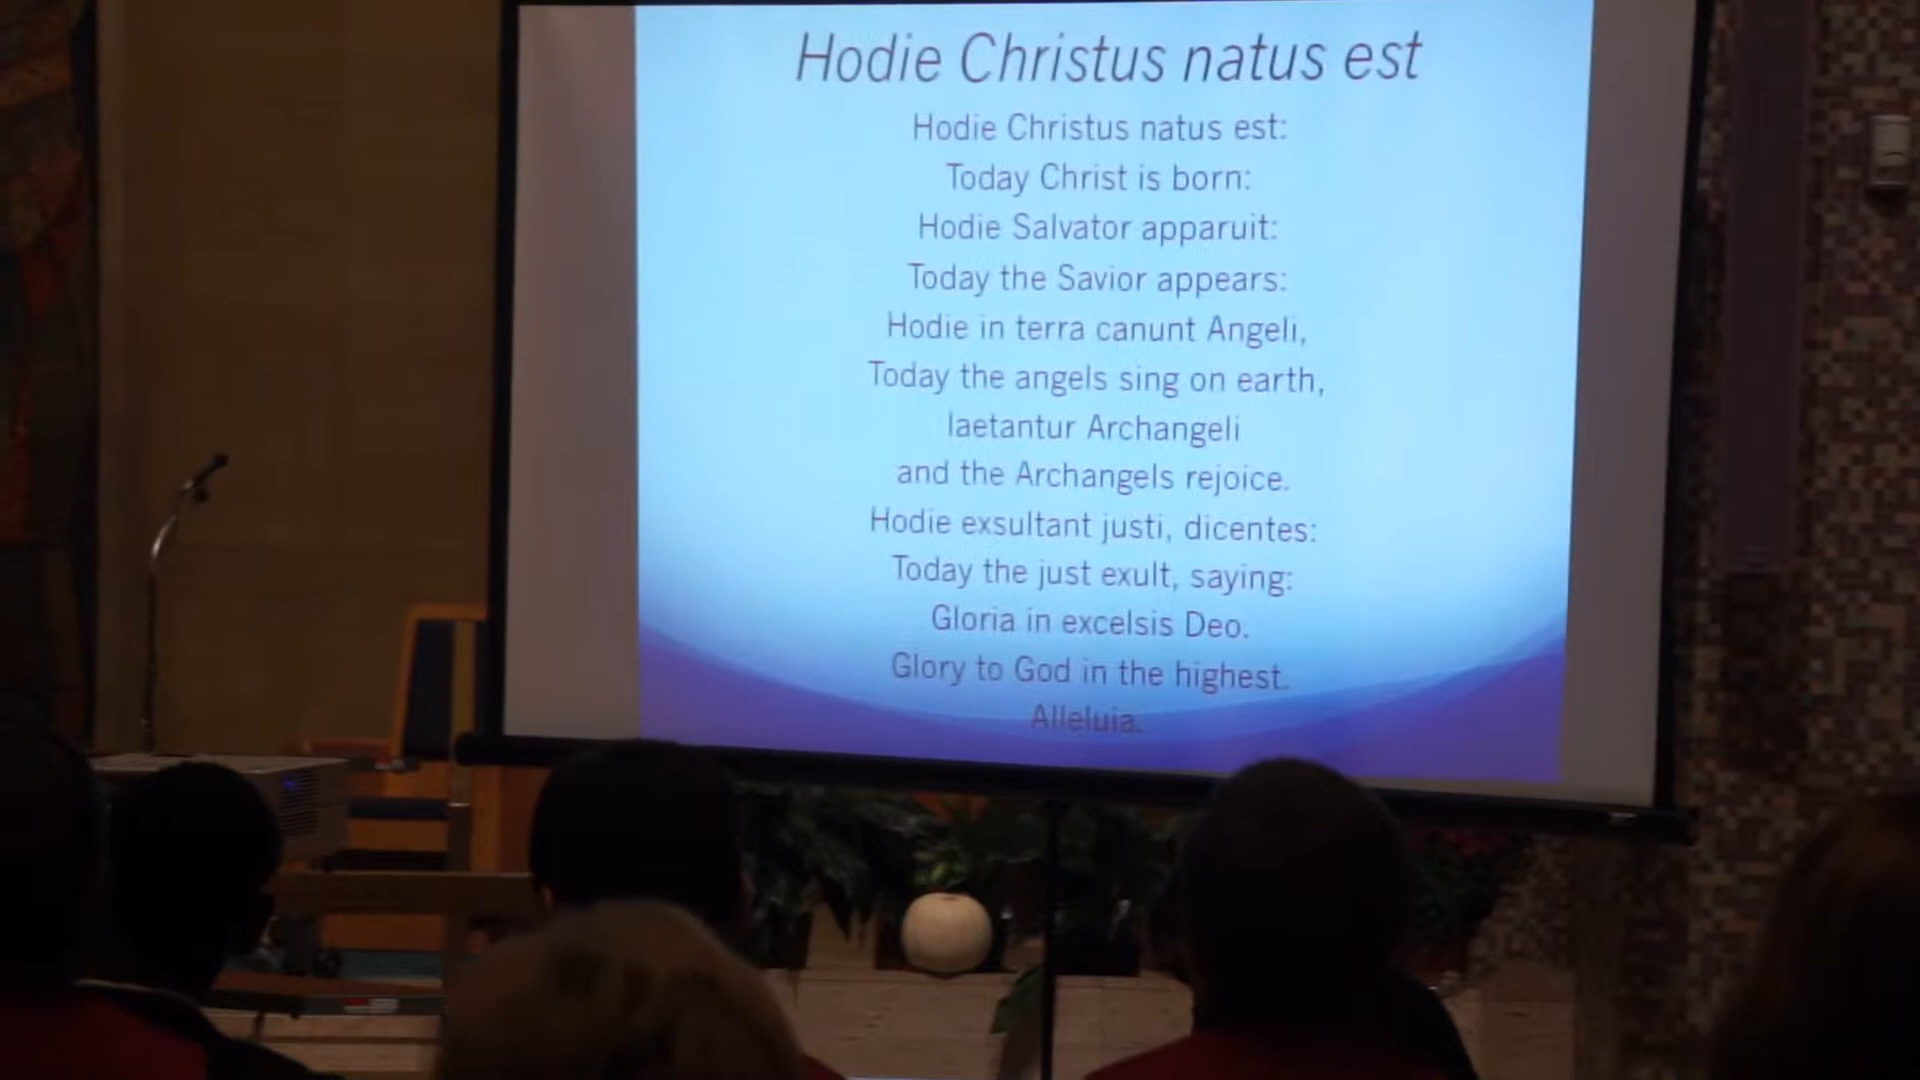 Hodie Christus natus est
Hodie Christus natus est:
Today Christ is born:
Hodie Salvator apparuit:
Today the Savior appears:
Hodie in terra canunt Angeli,
Today the angels sing on earth,
laetantur Archangeli
and the Archangels rejoice.
Hodie exsultant justi, dicentes:
Today the just exult, saying:
Gloria in excelsis Deo.
Glory to God in the highest.
Alleluia.